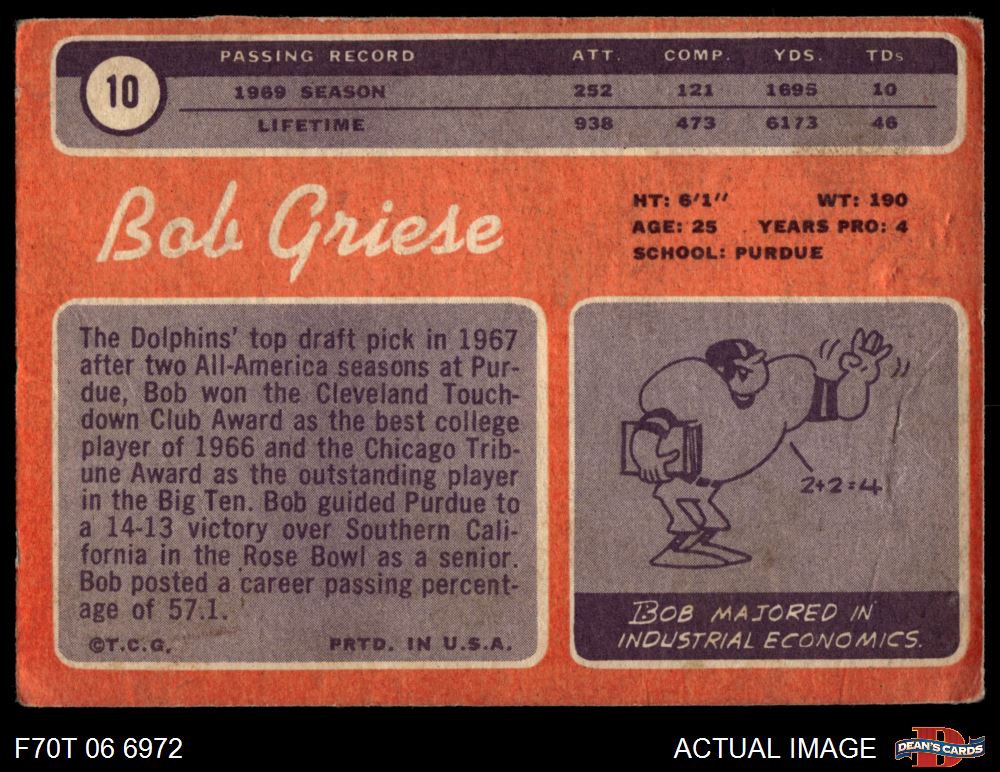 10
PASSING RECORD ATT. COMP. YDS. TDs
1969 SEASON 252 121 1695 10
LIFETIME 938 473 6173 46
Bob Griese
HT: 6'1" WT: 190
AGE: 25 YEARS PRO: 4
SCHOOL: PURDUE
The Dolphins' top draft pick in 1967
after two All-America seasons at Pur-
due, Bob won the Cleveland Touch-
down Club Award as the best college
player of 1966 and the Chicago Trib-
une Award as the outstanding player
in the Big Ten. Bob guided Purdue to
a 14-13 victory over Southern Cali-
fornia in the Rose Bowl as a senior.
Bob posted a career passing percent-
age of 57.1.
©T.C.G. PRTD. IN U.S.A.
2+2=4
BOB MAJORED IN
INDUSTRIAL ECONOMICS.
F70T 06 6972
ACTUAL IMAGE
D
DEAN'S CARDS